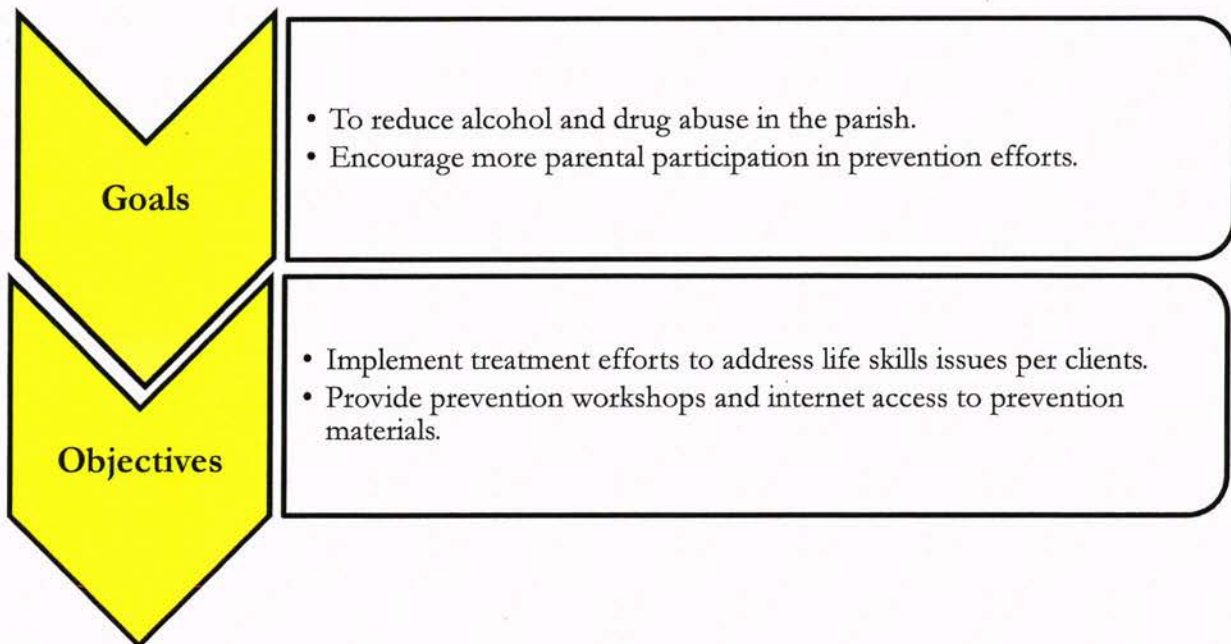 Goals
• To reduce alcohol and drug abuse in the parish.
• Encourage more parental participation in prevention efforts.
Objectives
• Implement treatment efforts to address life skills issues per clients.
• Provide prevention workshops and internet access to prevention
materials.